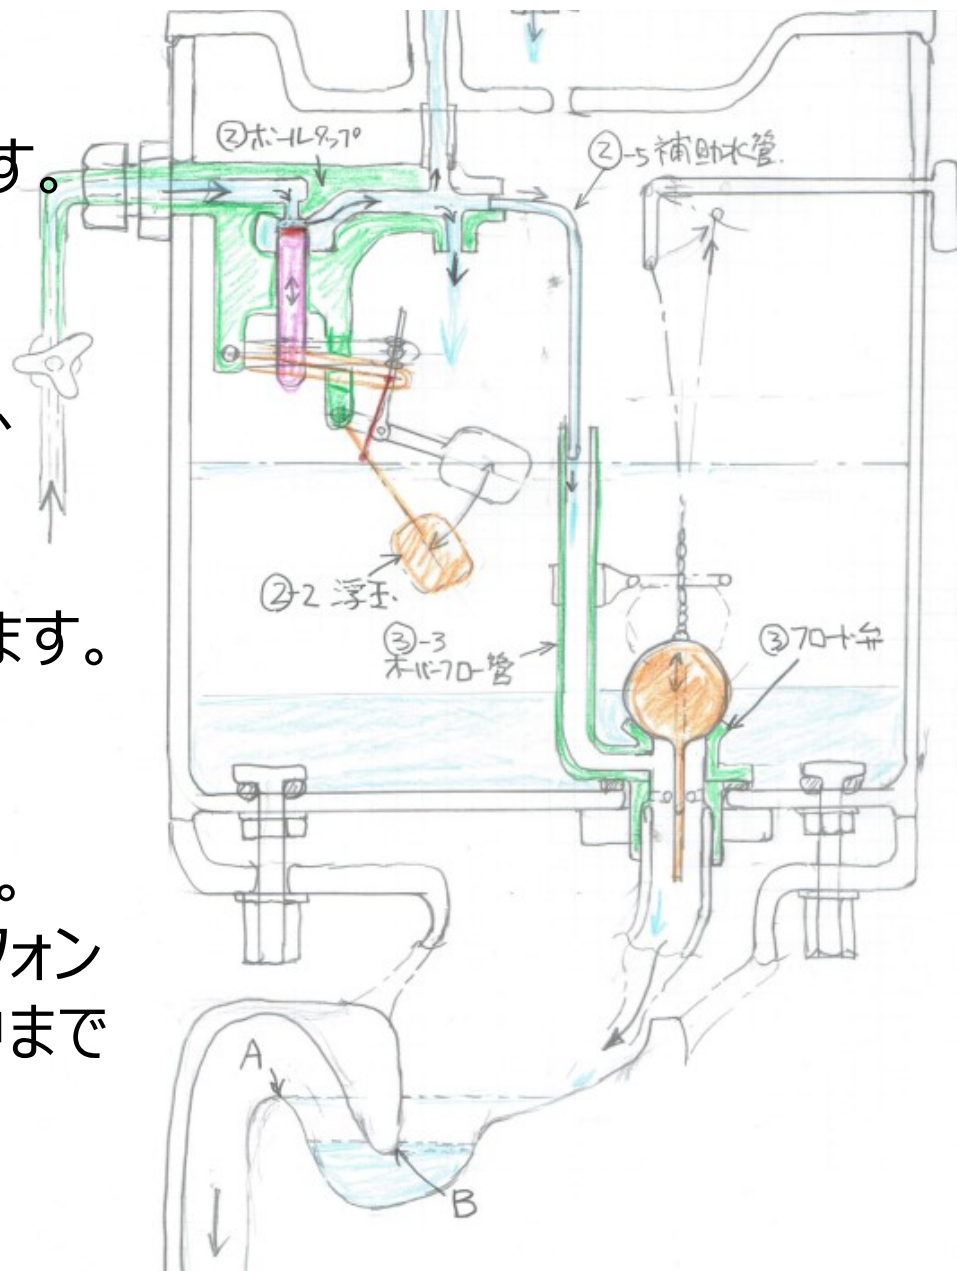 す。
②ボールタップ
②-5 補助水管.
、
②-2 浮玉.
ます。
③-3
オーバーフロー管
③フロート弁
。
フォン
まで
A
B